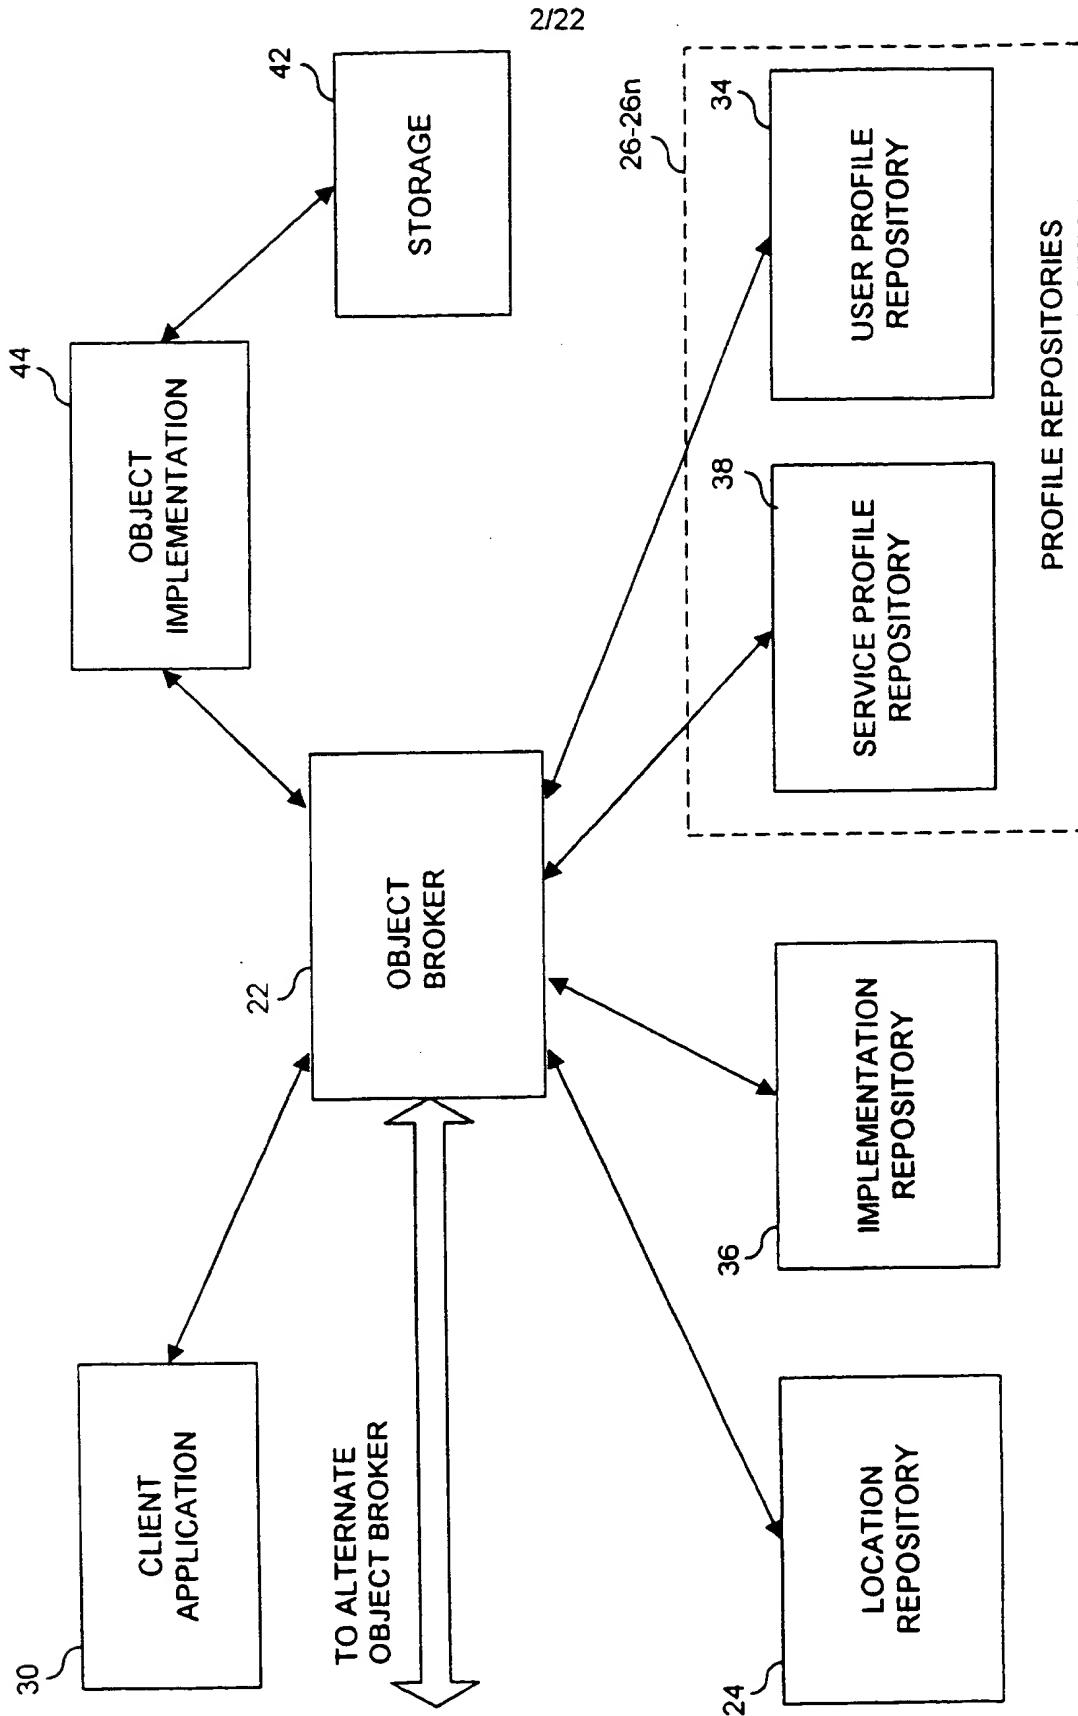 2/22
30
CLIENT
APPLICATION
44
OBJECT
IMPLEMENTATION
42
STORAGE
TO ALTERNATE
OBJECT BROKER
22
OBJECT
BROKER
26-26n
24
LOCATION
REPOSITORY
36
IMPLEMENTATION
REPOSITORY
38
SERVICE PROFILE
REPOSITORY
34
USER PROFILE
REPOSITORY
PROFILE REPOSITORIES